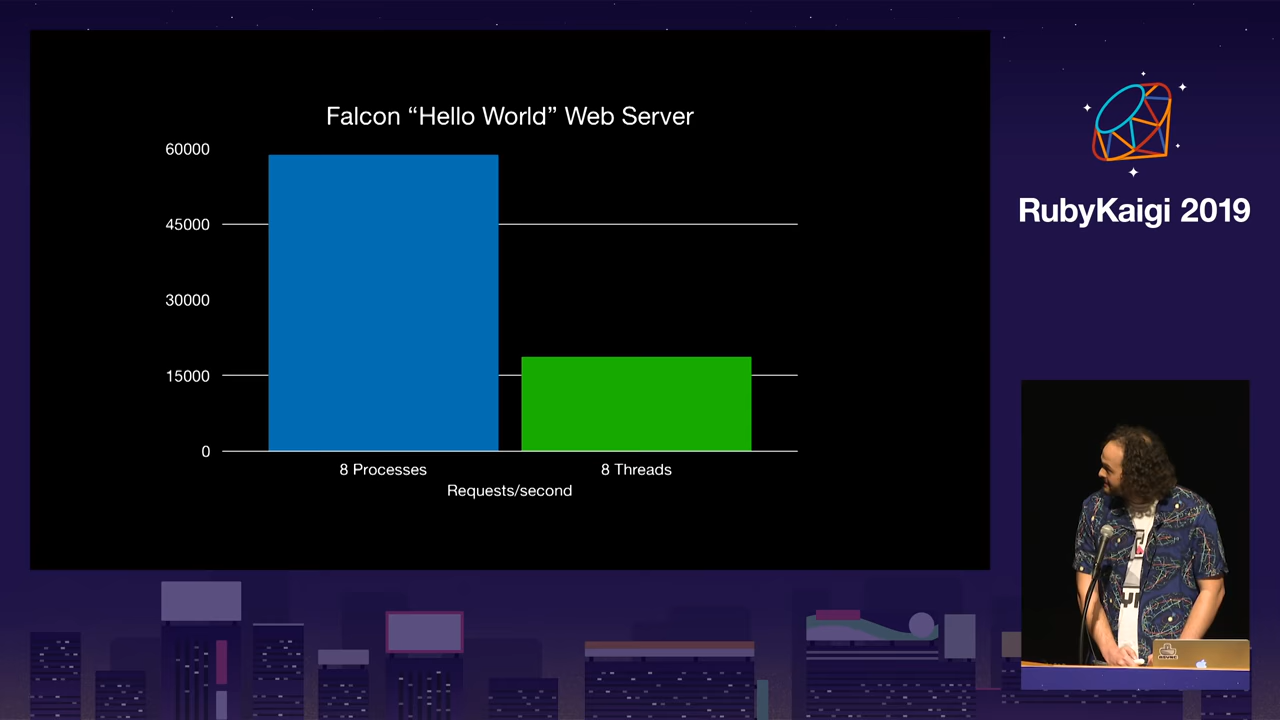 Falcon “Hello World” Web Server
60000
45000
30000
15000
0
8 Processes
8 Threads
Requests/second
RubyKaigi 2019